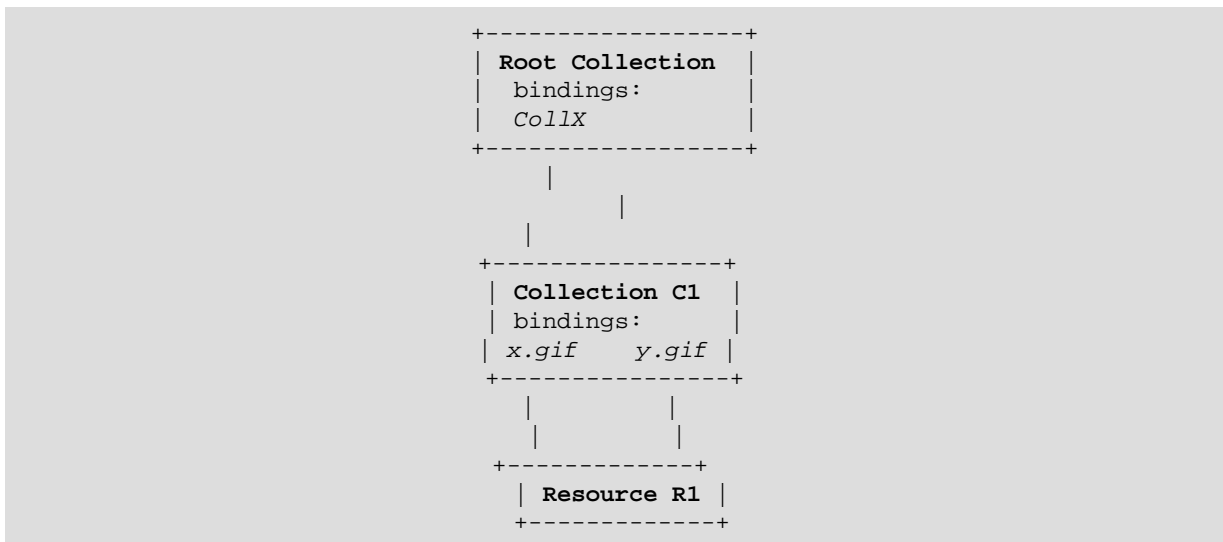 +------------------+
| Root Collection  |
|  bindings:       |
|  CollX           |
+------------------+
|
|
|
+----------------+
| Collection C1  |
| bindings:      |
| x.gif    y.gif |
+----------------+
|         |
|         |
+-------------+
| Resource R1 |
+-------------+